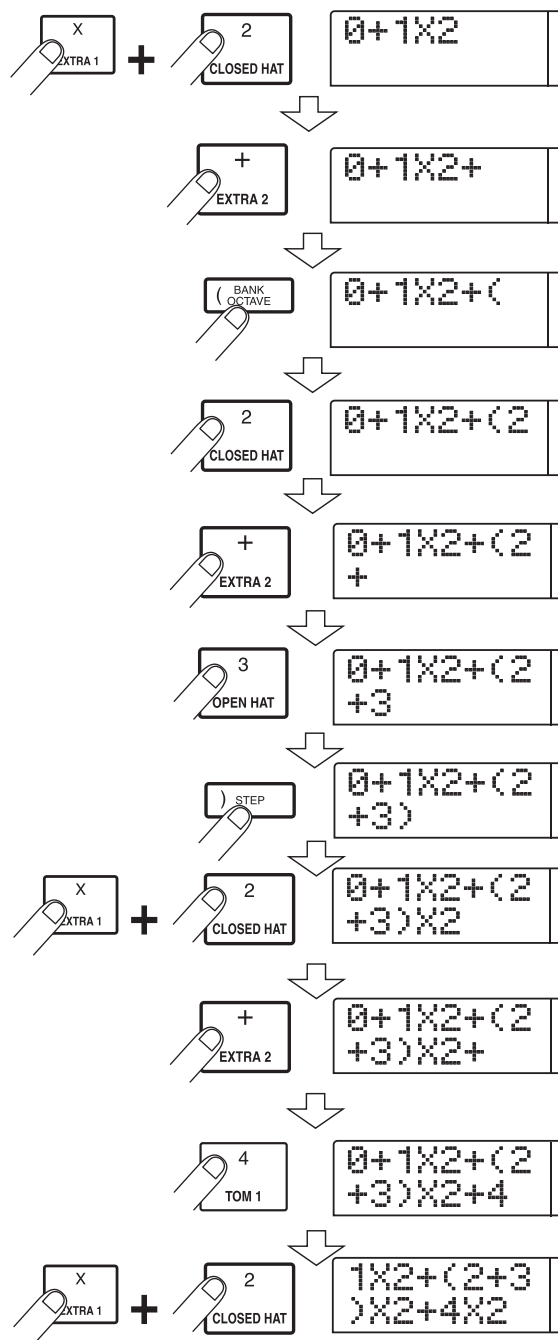 X
EXTRA 1
+
2
CLOSED HAT
0+1X2
+
EXTRA 2
0+1X2+
( BANK
OCTAVE
0+1X2+(
2
CLOSED HAT
0+1X2+(2
+
EXTRA 2
0+1X2+(2
+
3
OPEN HAT
0+1X2+(2
+3
) STEP
0+1X2+(2
+3)
X
EXTRA 1
+
2
CLOSED HAT
0+1X2+(2
+3)X2
+
EXTRA 2
0+1X2+(2
+3)X2+
4
TOM 1
0+1X2+(2
+3)X2+4
X
EXTRA 1
+
2
CLOSED HAT
1X2+(2+3
)X2+4X2